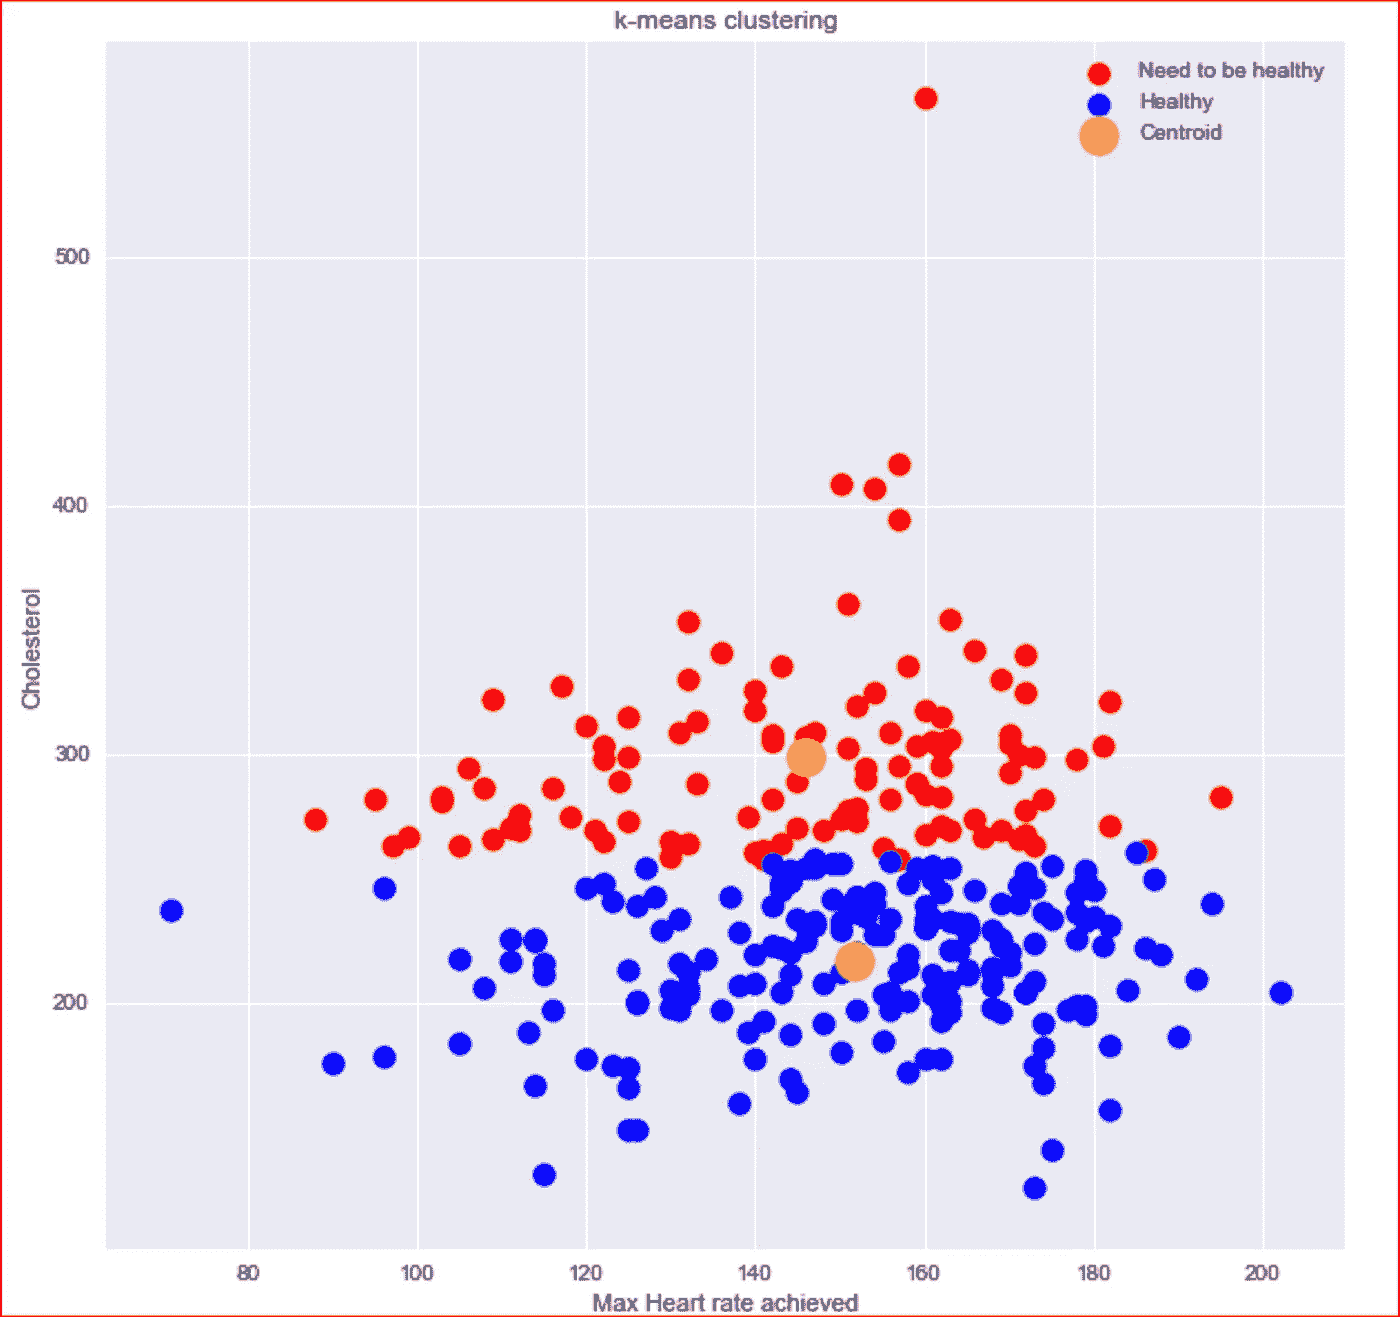 k-means clustering
Need to be healthy
Healthy
Centroid
500
400
300
200
Cholesterol
80 100 120 140 160 180 200
Max Heart rate achieved